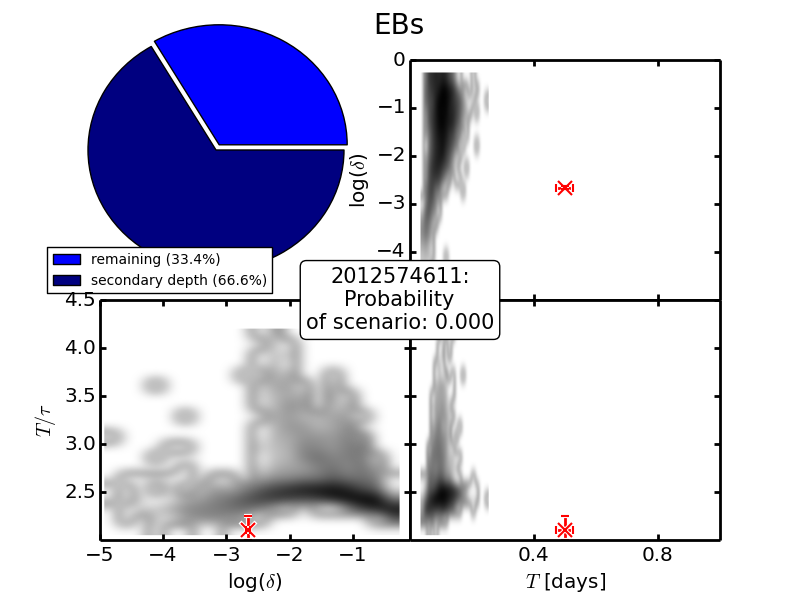 EBs
0
−1
−2
−3
−4
log(δ)
remaining (33.4%)
secondary depth (66.6%)
2012574611:
Probability
of scenario: 0.000
4.5
4.0
3.5
3.0
2.5
T/τ
−5 −4 −3 −2 −1
log(δ)
0.4 0.8
T [days]